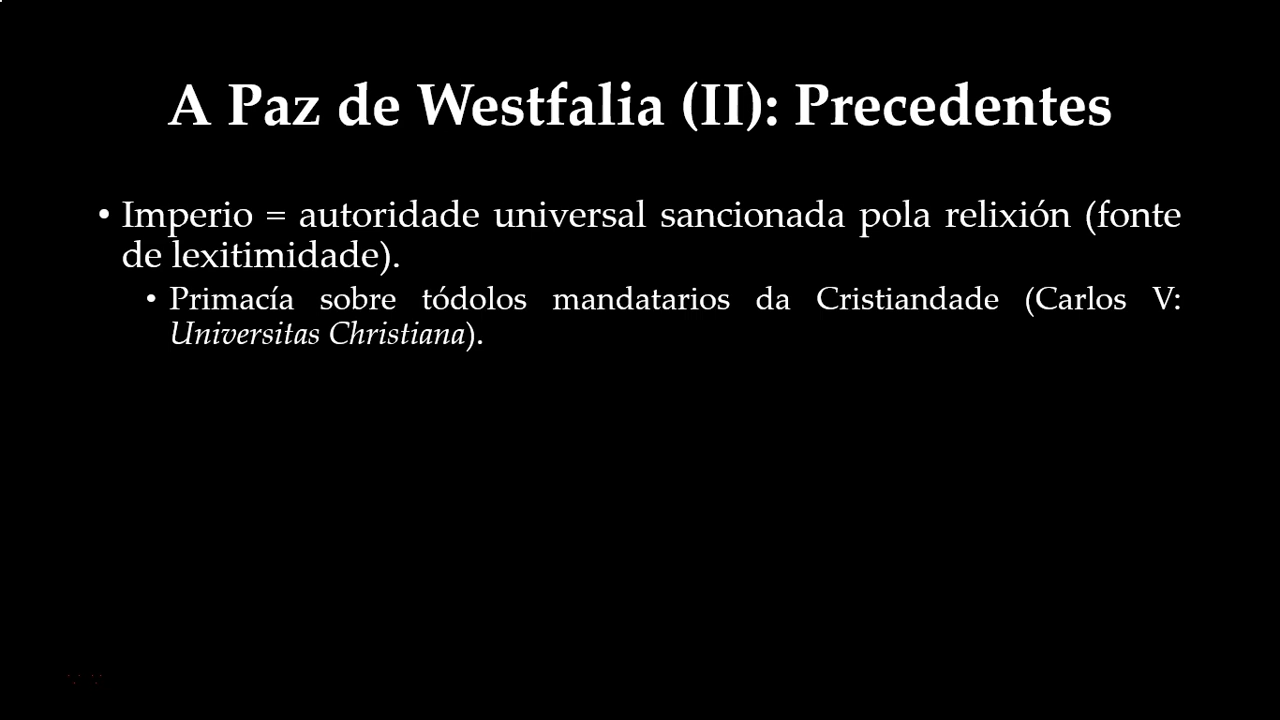 A Paz de Westfalia (II): Precedentes
• Imperio = autoridade universal sancionada pola relixión (fonte
de lexitimidade).
• Primacía sobre tódolos mandatarios da Cristiandade (Carlos V:
Universitas Christiana).